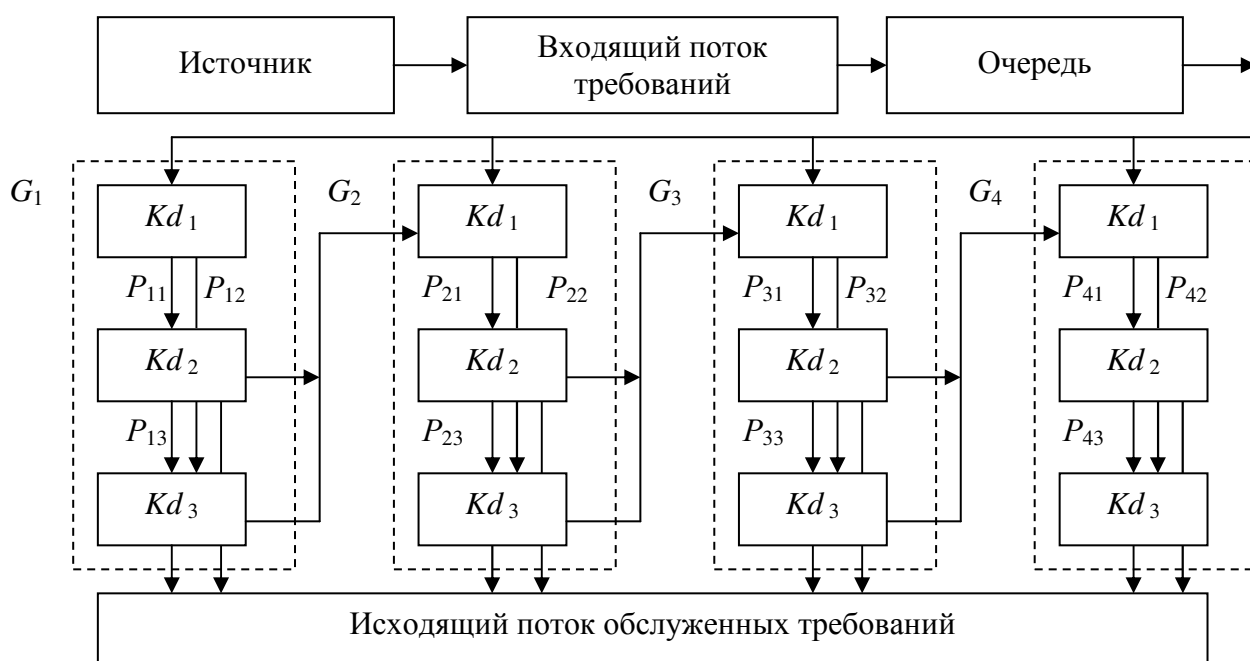 Источник
Входящий поток
требований
Очередь
G1 Kd 1 G2 Kd 1 G3 Kd 1 G4 Kd 1
P11 P12 P21 P22 P31 P32 P41 P42
Kd 2 Kd 2 Kd 2 Kd 2
P13 P23 P33 P43
Kd 3 Kd 3 Kd 3 Kd 3
Исходящий поток обслуженных требований